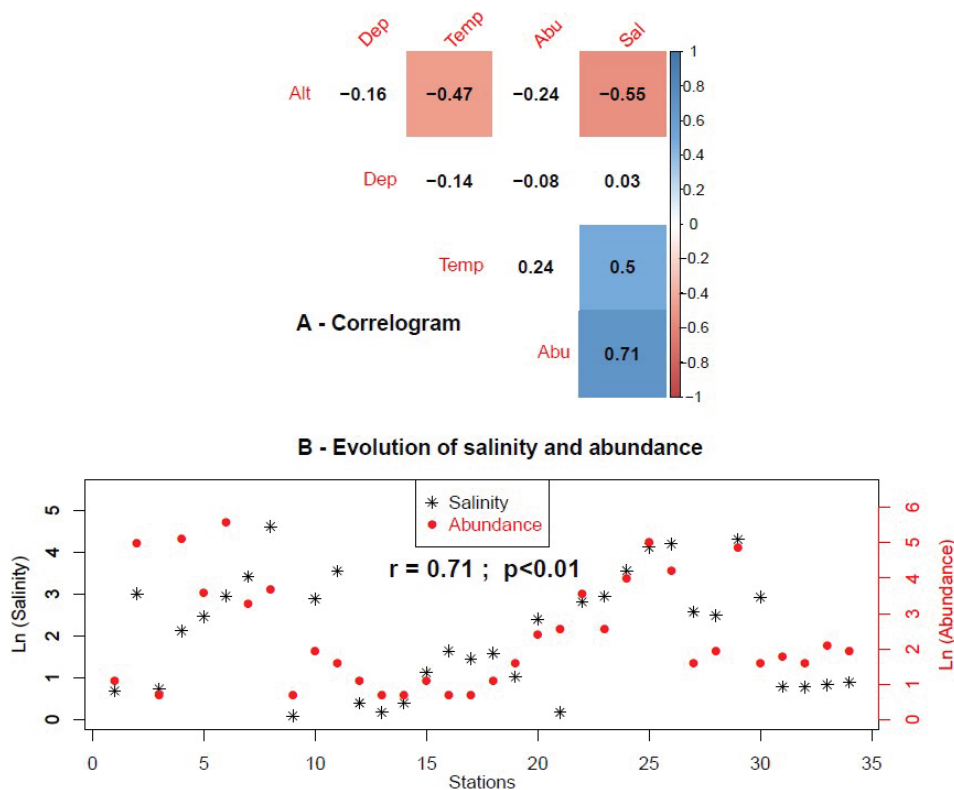 Dep Temp Abu Sal
Alt −0.16 −0.47 −0.24 −0.55
Dep −0.14 −0.08 0.03
Temp 0.24 0.5
Abu 0.71
1
0.8
0.6
0.4
0.2
0
−0.2
−0.4
−0.6
−0.8
−1
A - Correlogram
B - Evolution of salinity and abundance
Salinity
Abundance
r = 0.71 ; p<0.01
Ln (Salinity)
5
4
3
2
1
0
Ln (Abundance)
6
5
4
3
2
1
0
0 5 10 15 20 25 30 35
Stations